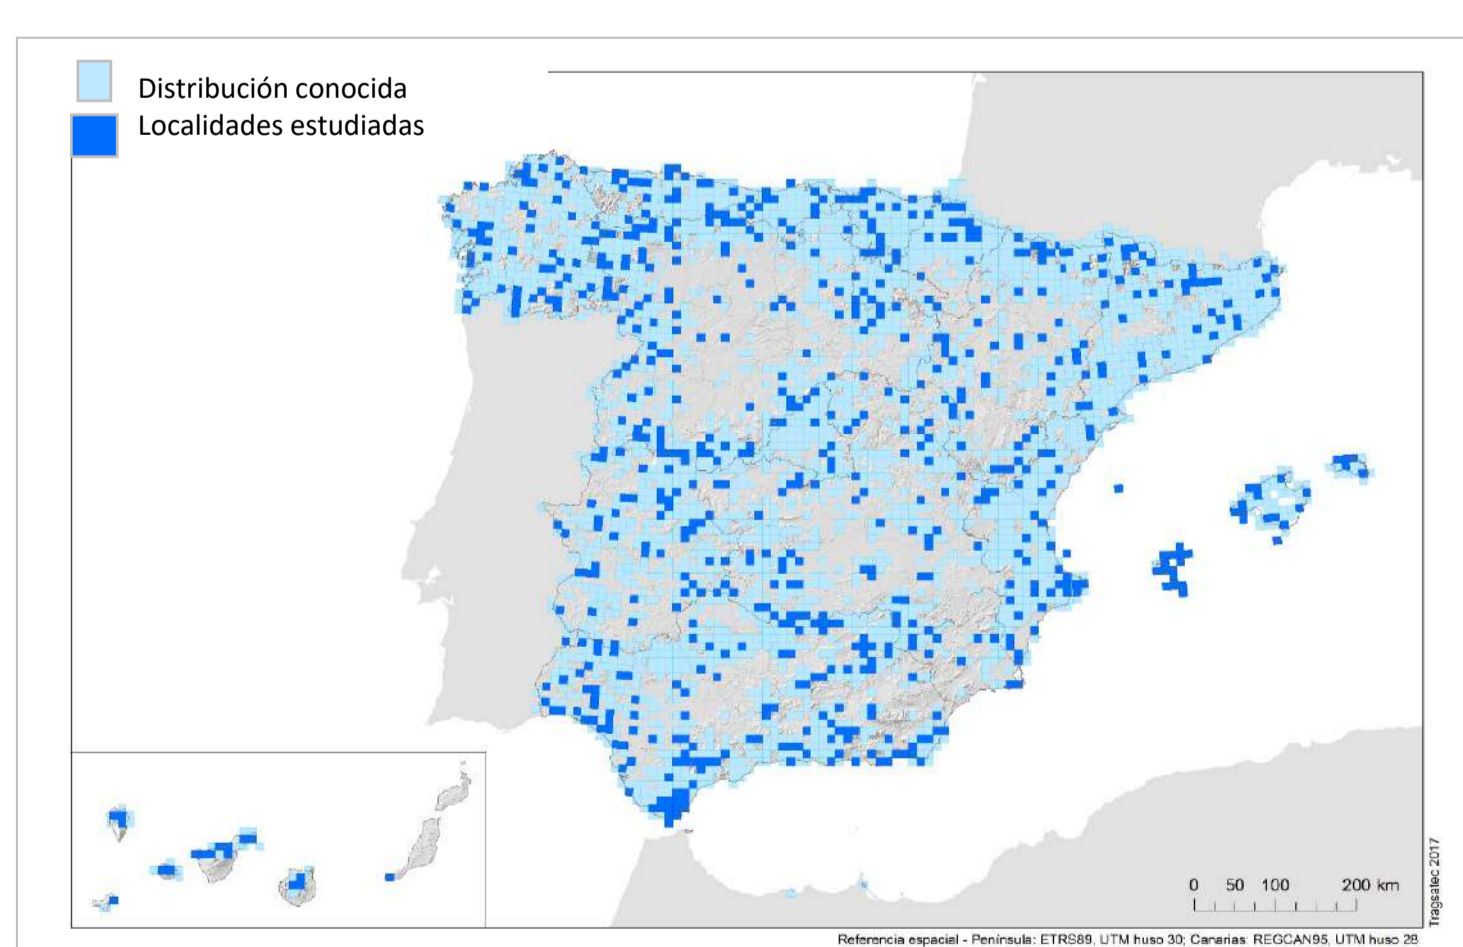 Distribución conocida
Localidades estudiadas
0 50 100 200 km
Tragsatec 2017
Referencia espacial - Península: ETRS89, UTM huso 30; Canarias: REGCAN95, UTM huso 28